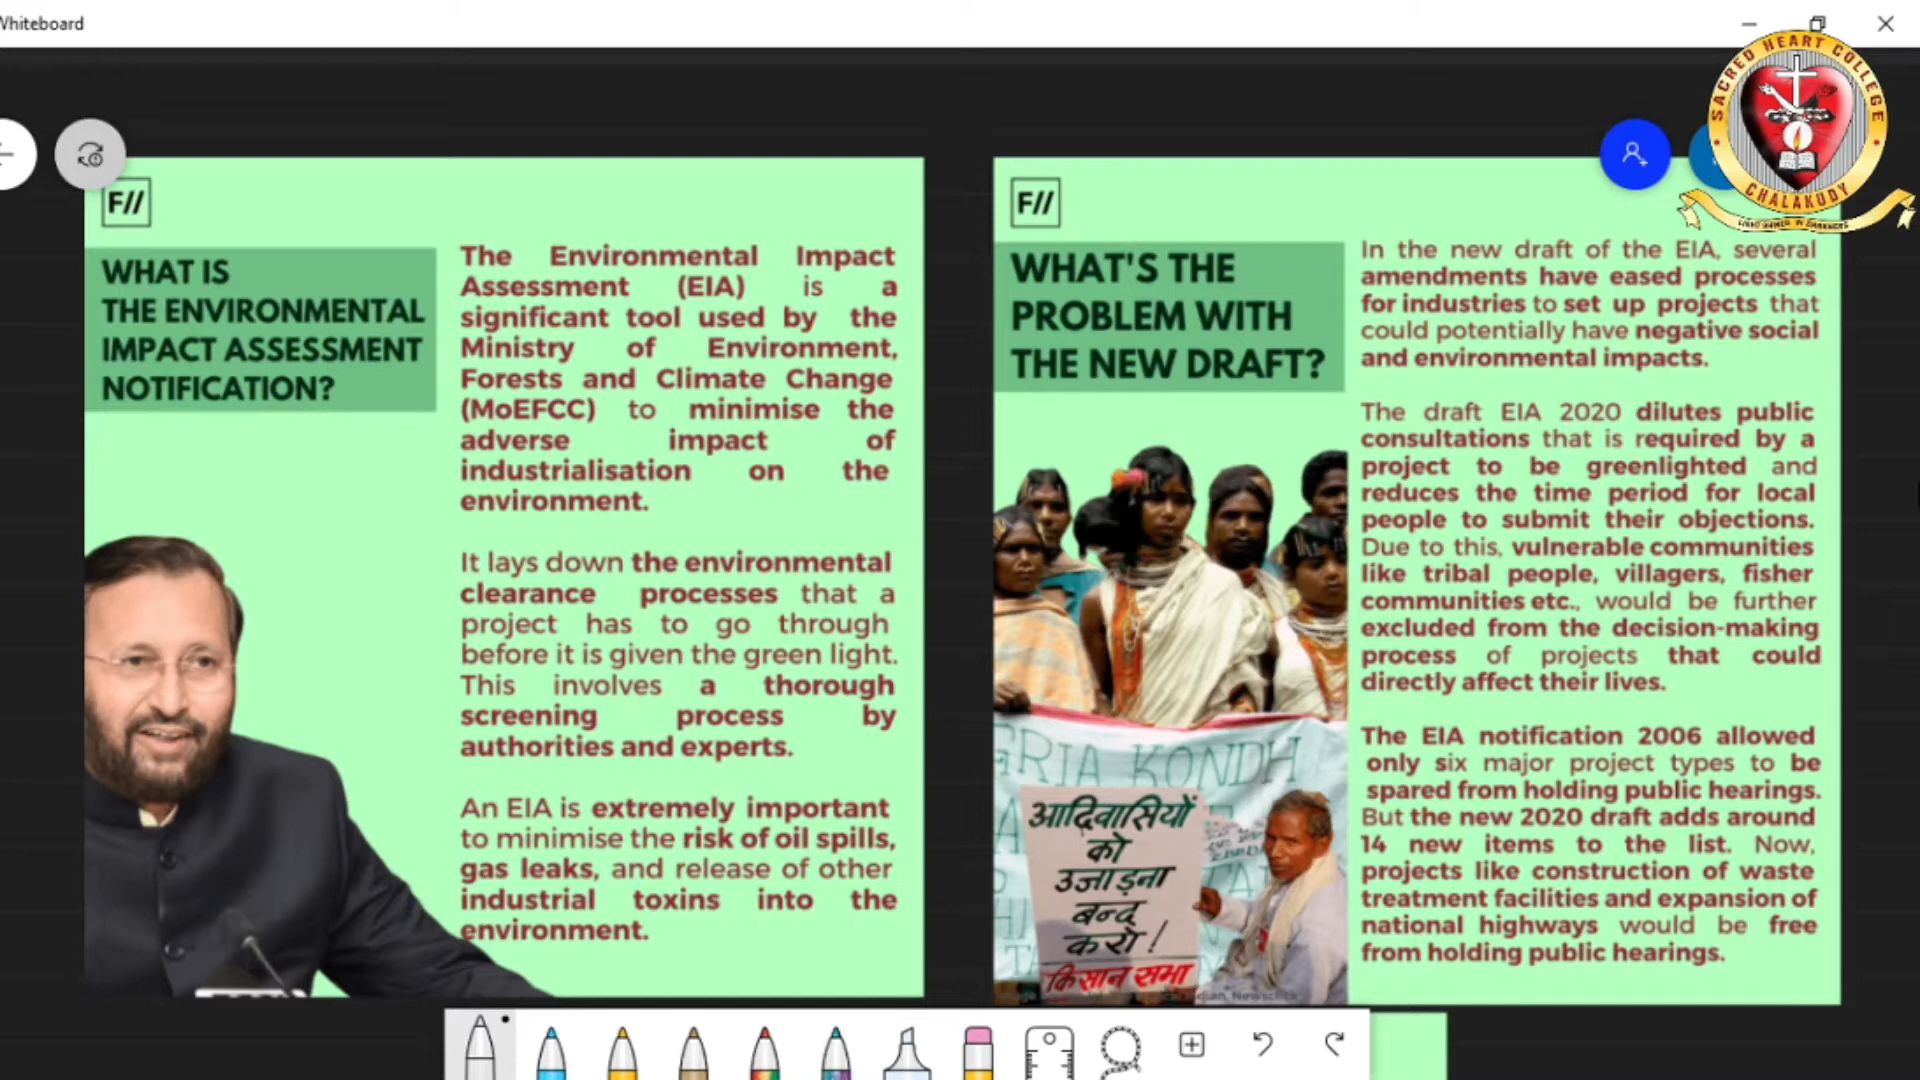 Whiteboard
SACRED HEART COLLEGE
CHALAKUDY
F//
WHAT IS
THE ENVIRONMENTAL
IMPACT ASSESSMENT
NOTIFICATION?
The Environmental Impact
Assessment (EIA) is a
significant tool used by the
Ministry of Environment,
Forests and Climate Change
(MoEFCC) to minimise the
adverse impact of
industrialisation on the
environment.
It lays down the environmental
clearance processes that a
project has to go through
before it is given the green light.
This involves a thorough
screening process by
authorities and experts.
An EIA is extremely important
to minimise the risk of oil spills,
gas leaks, and release of other
industrial toxins into the
environment.
F//
WHAT'S THE
PROBLEM WITH
THE NEW DRAFT?
In the new draft of the EIA, several
amendments have eased processes
for industries to set up projects that
could potentially have negative social
and environmental impacts.
The draft EIA 2020 dilutes public
consultations that is required by a
project to be greenlighted and
reduces the time period for local
people to submit their objections.
Due to this, vulnerable communities
like tribal people, villagers, fisher
communities etc., would be further
excluded from the decision-making
process of projects that could
directly affect their lives.
The EIA notification 2006 allowed
only six major project types to be
spared from holding public hearings.
But the new 2020 draft adds around
14 new items to the list. Now,
projects like construction of waste
treatment facilities and expansion of
national highways would be free
from holding public hearings.
GRIA KONDH
आदिवासियों
को
उजाड़ना
बन्द
करो!
किसान सभा